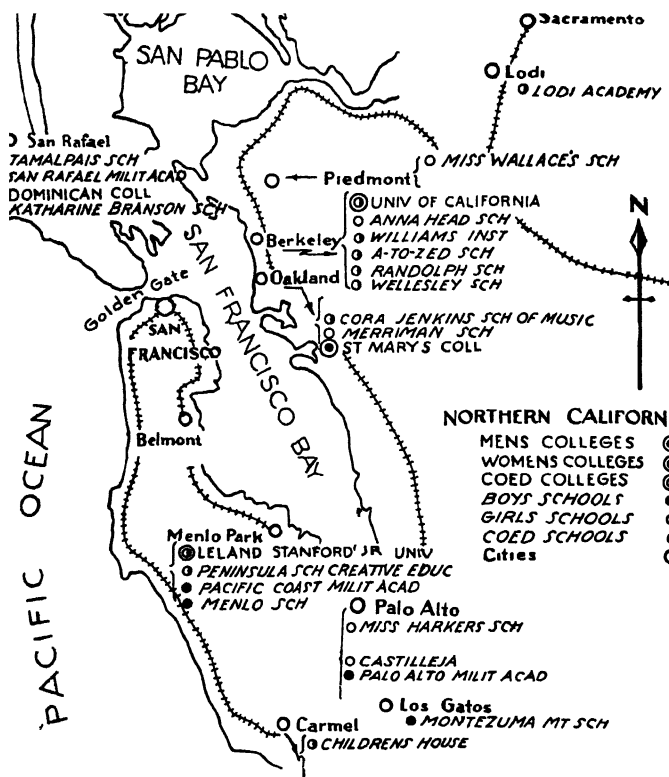 Sacramento
SAN PABLO
BAY
Lodi
LODI ACADEMY
San Rafael
TAMALPAIS SCH
SAN RAFAEL MILIT ACAD
DOMINICAN COLL
KATHARINE BRANSON SCH
MISS WALLACE'S SCH
Piedmont
UNIV OF CALIFORNIA
ANNA HEAD SCH
WILLIAMS INST
A-TO-ZED SCH
RANDOLPH SCH
WELLESLEY SCH
Berkeley
Oakland
N
Golden Gate
SAN FRANCISCO BAY
SAN
FRANCISCO
CORA JENKINS SCH OF MUSIC
MERRIMAN SCH
ST MARY'S COLL
Belmont
PACIFIC OCEAN
NORTHERN CALIFORN
MENS COLLEGES
WOMENS COLLEGES
COED COLLEGES
BOYS SCHOOLS
GIRLS SCHOOLS
COED SCHOOLS
Cities
Menlo Park
LELAND STANFORD JR UNIV
PENINSULA SCH CREATIVE EDUC
PACIFIC COAST MILIT ACAD
MENLO SCH
Palo Alto
MISS HARKERS SCH
CASTILLEJA
PALO ALTO MILIT ACAD
Los Gatos
MONTEZUMA MT SCH
Carmel
CHILDRENS HOUSE